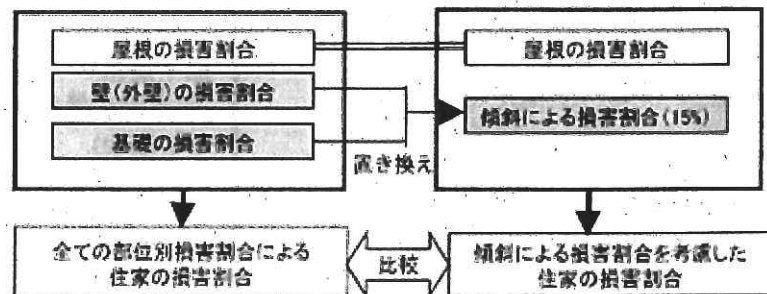 屋根の損害割合
壁(外壁)の損害割合
基礎の損害割合
置き換え
屋根の損害割合
傾斜による損害割合(15%)
全ての部位別損害割合による
住家の損害割合
比較
傾斜による損害割合を考慮した
住家の損害割合